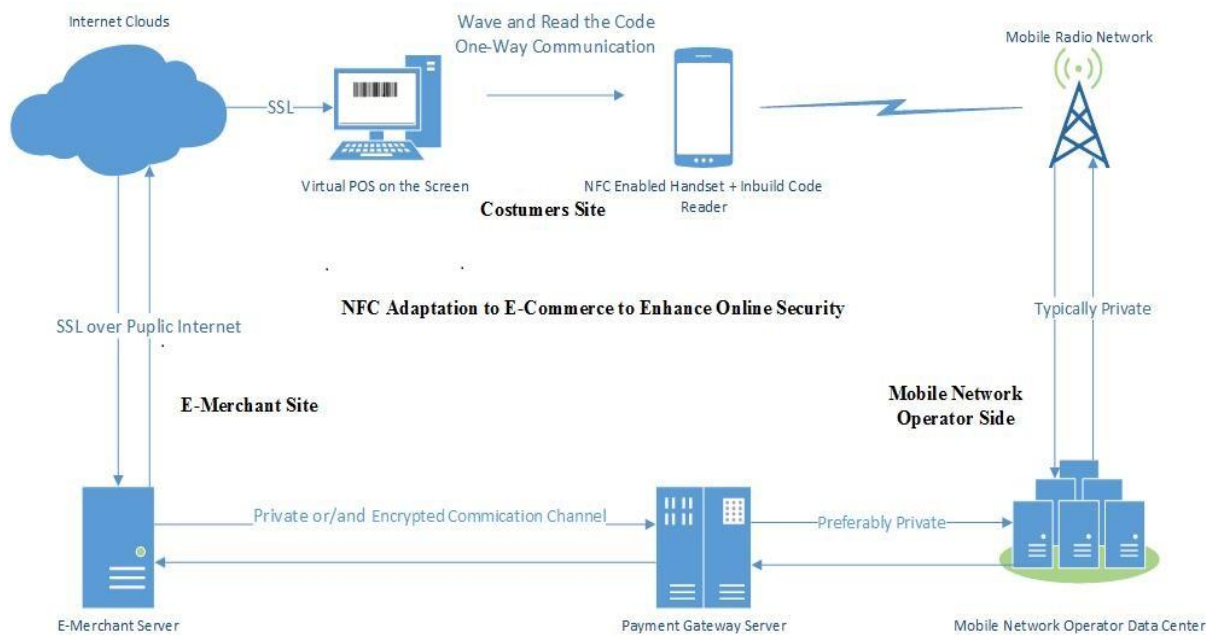 Internet Clouds
Wave and Read the Code
One-Way Communication
Mobile Radio Network
SSL
Virtual POS on the Screen
NFC Enabled Handset + Inbuild Code
Reader
Costumers Site
NFC Adaptation to E-Commerce to Enhance Online Security
SSL over Puplic Internet
Typically Private
E-Merchant Site
Mobile Network
Operator Side
Private or/and Encrypted Commication Channel
Preferably Private
E-Merchant Server
Payment Gateway Server
Mobile Network Operator Data Center